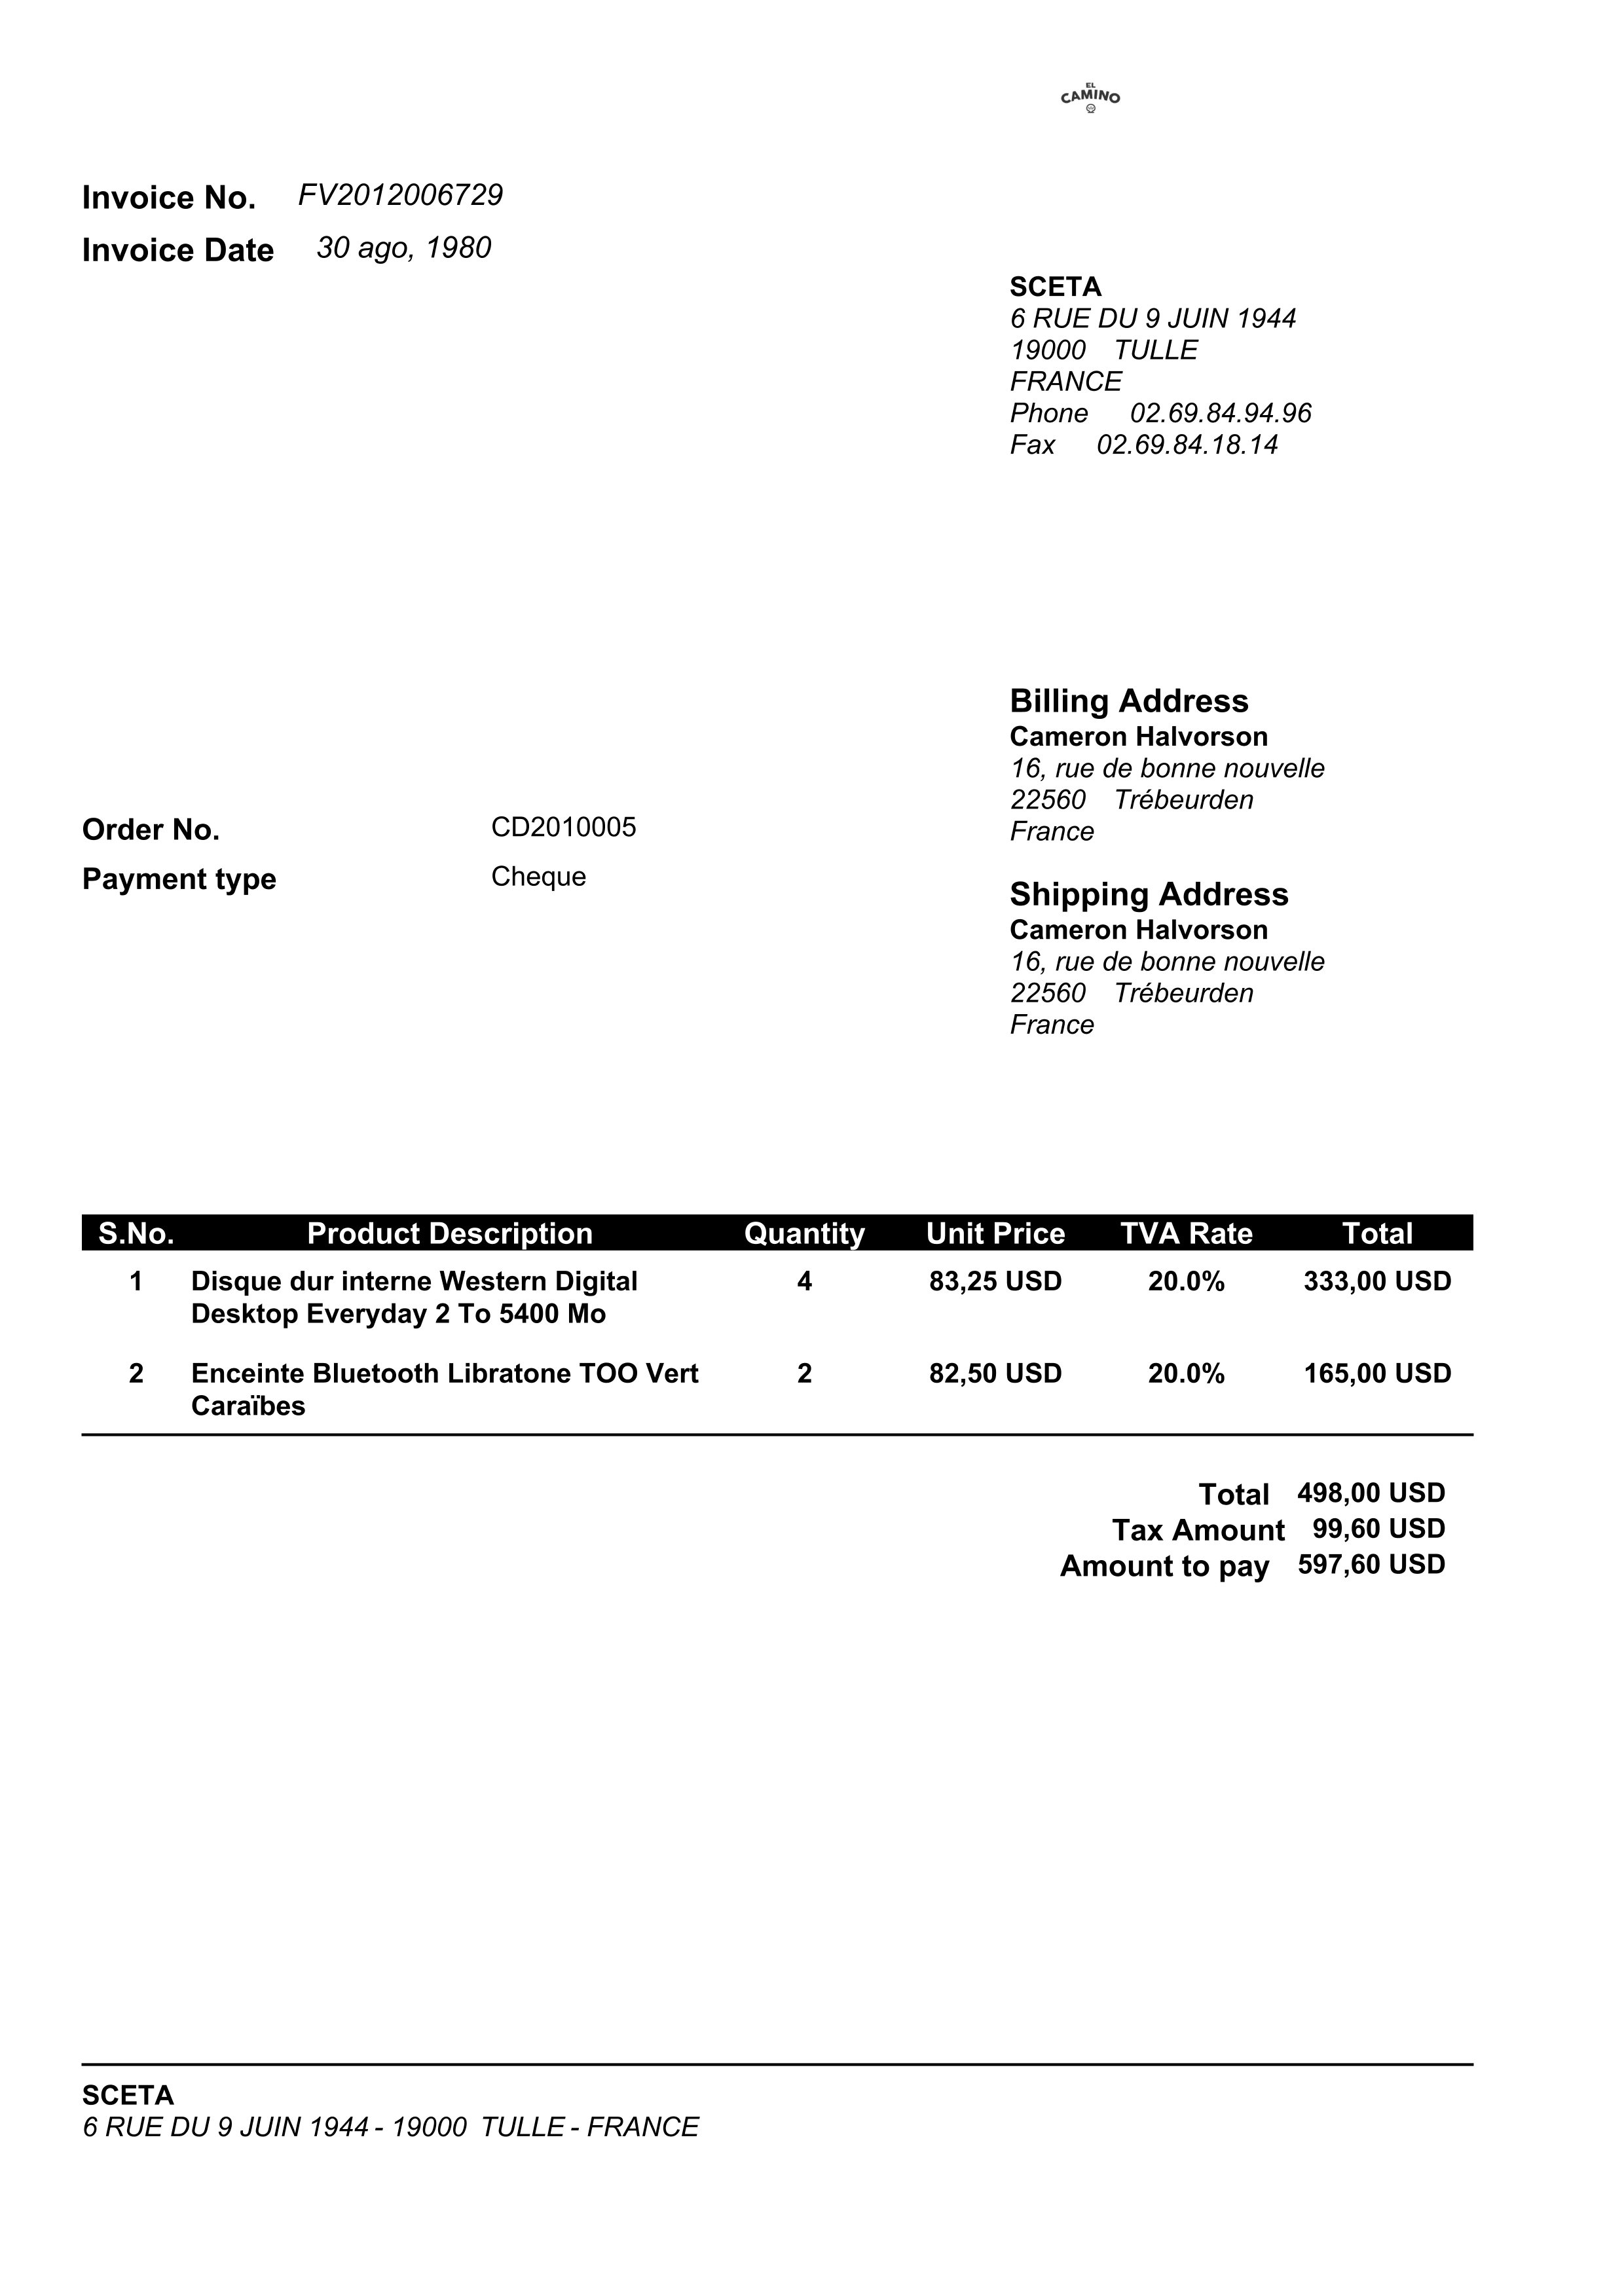 EL
CAMINO
Invoice No. FV2012006729
Invoice Date 30 ago, 1980
SCETA
6 RUE DU 9 JUIN 1944
19000 TULLE
FRANCE
Phone 02.69.84.94.96
Fax 02.69.84.18.14
Billing Address
Cameron Halvorson
16, rue de bonne nouvelle
22560 Trébeurden
France
Order No. CD2010005
Payment type Cheque
Shipping Address
Cameron Halvorson
16, rue de bonne nouvelle
22560 Trébeurden
France
S.No. Product Description Quantity Unit Price TVA Rate Total
1 Disque dur interne Western Digital 4 83,25 USD 20.0% 333,00 USD
Desktop Everyday 2 To 5400 Mo
2 Enceinte Bluetooth Libratone TOO Vert 2 82,50 USD 20.0% 165,00 USD
Caraïbes
Total 498,00 USD
Tax Amount 99,60 USD
Amount to pay 597,60 USD
SCETA
6 RUE DU 9 JUIN 1944 - 19000 TULLE - FRANCE